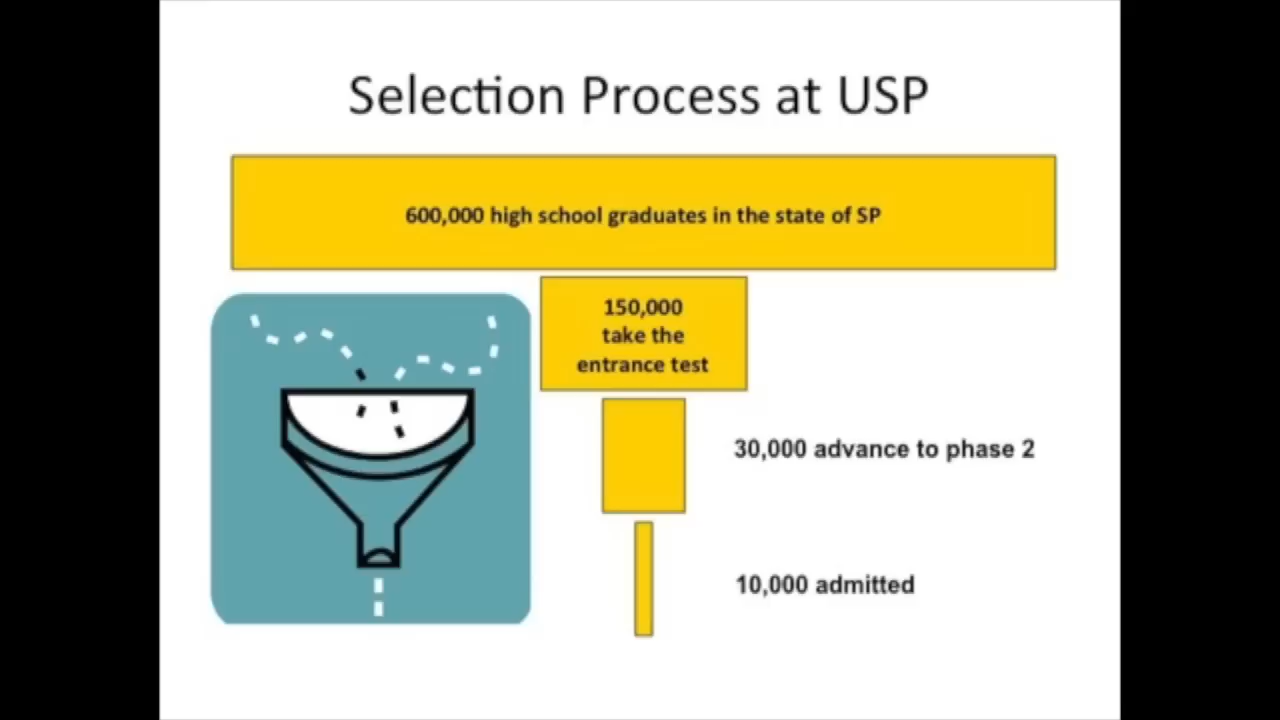 Selection Process at USP
600,000 high school graduates in the state of SP
150,000
take the
entrance test
30,000 advance to phase 2
10,000 admitted